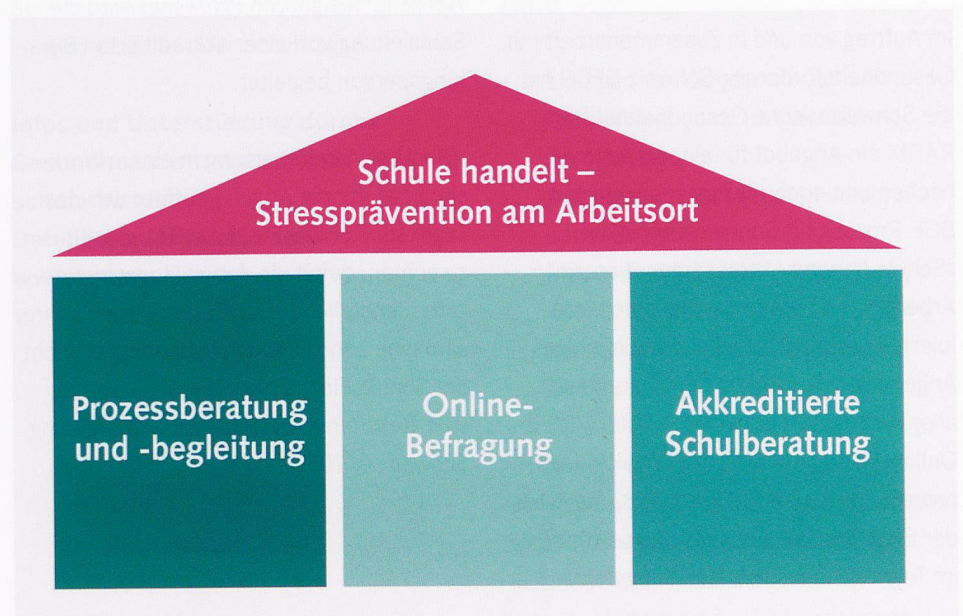 Schule handelt –
Stressprävention am Arbeitsort
Prozessberatung
und -begleitung
Online-
Befragung
Akkreditierte
Schulberatung